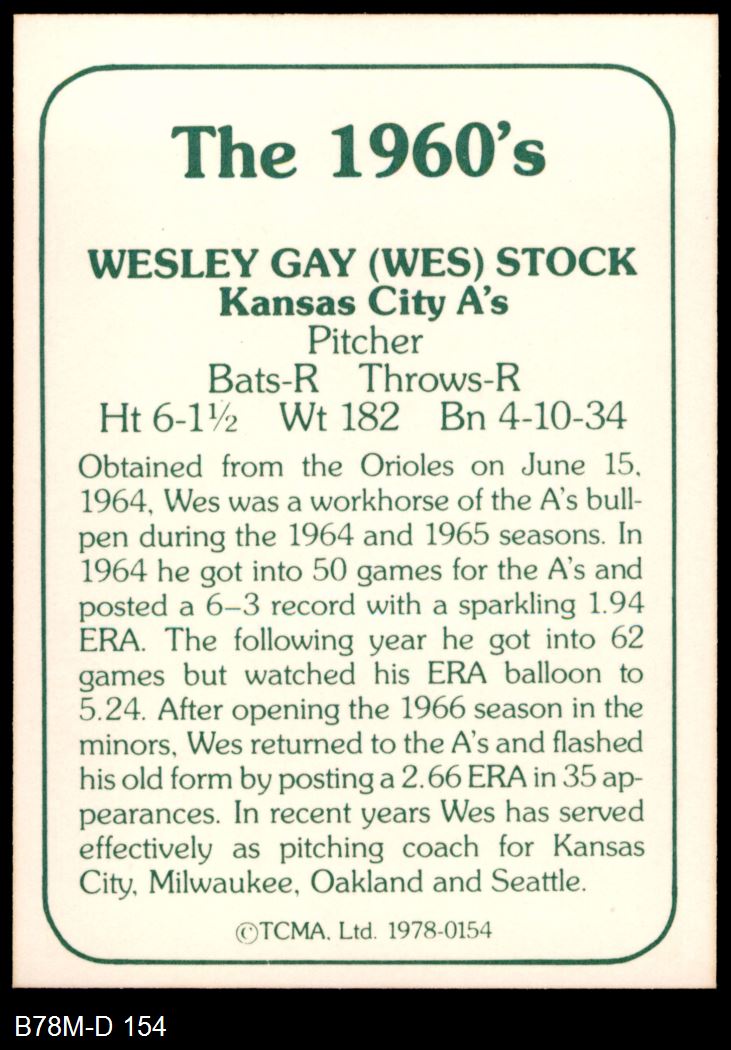 The 1960's
WESLEY GAY (WES) STOCK
Kansas City A's
Pitcher
Bats-R Throws-R
Ht 6-1½ Wt 182 Bn 4-10-34
Obtained from the Orioles on June 15,
1964, Wes was a workhorse of the A's bull-
pen during the 1964 and 1965 seasons. In
1964 he got into 50 games for the A's and
posted a 6–3 record with a sparkling 1.94
ERA. The following year he got into 62
games but watched his ERA balloon to
5.24. After opening the 1966 season in the
minors, Wes returned to the A's and flashed
his old form by posting a 2.66 ERA in 35 ap-
pearances. In recent years Wes has served
effectively as pitching coach for Kansas
City, Milwaukee, Oakland and Seattle.
©TCMA, Ltd. 1978-0154
B78M-D 154